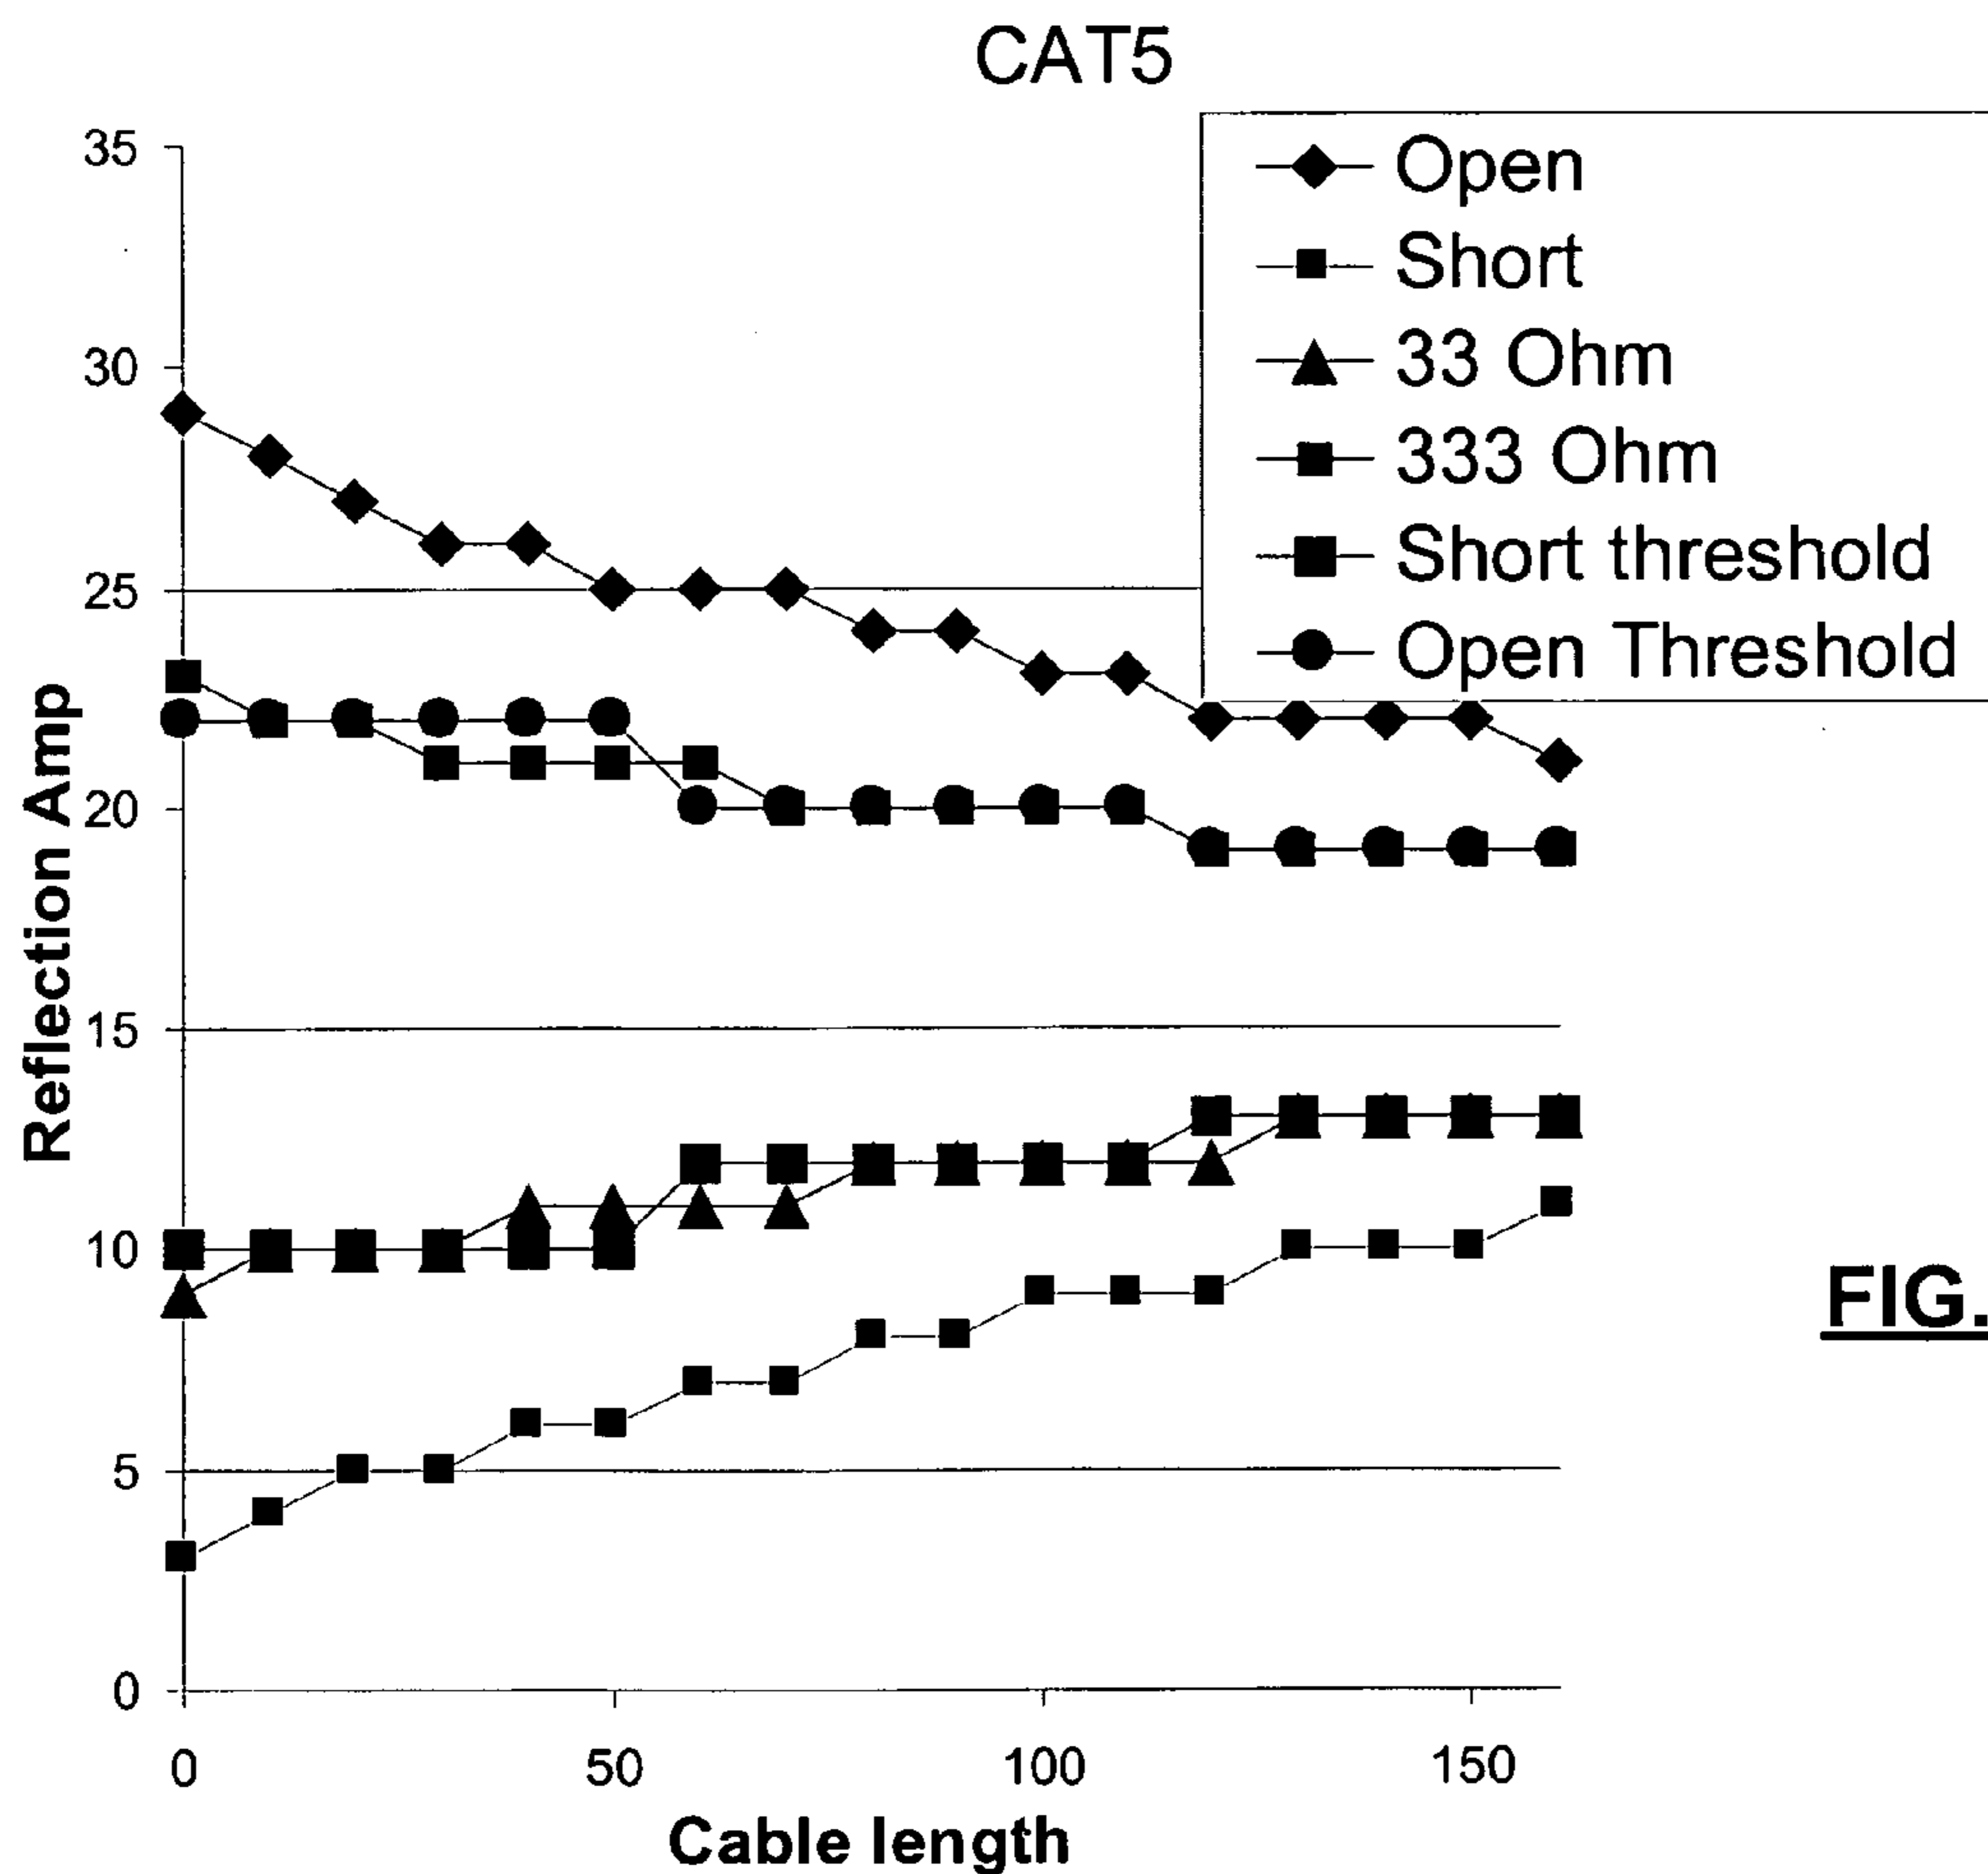 CAT5
35
30
25
20
15
10
5
0
Reflection Amp
Open
Short
33 Ohm
333 Ohm
Short threshold
Open Threshold
0 50 100 150
Cable length
FIG.